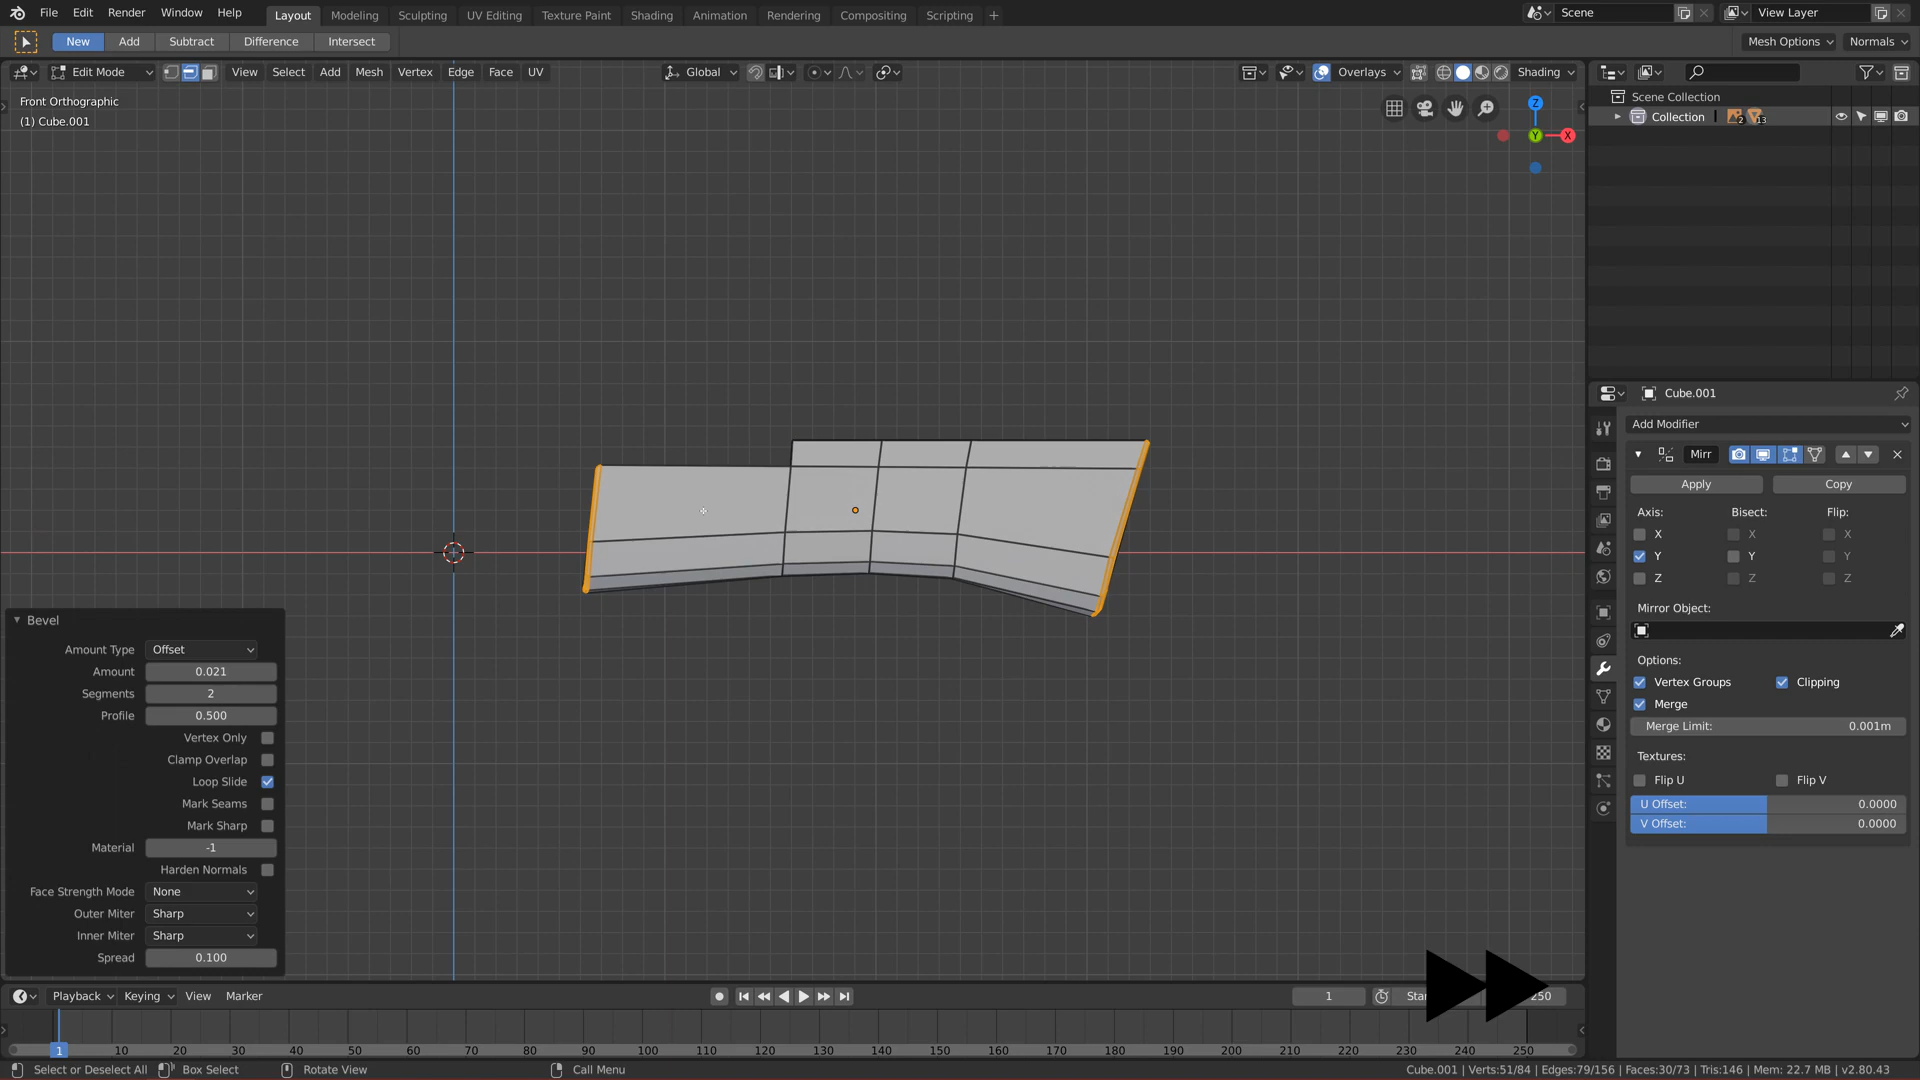 File Edit Render Window Help Layout Modeling Sculpting UV Editing Texture Paint Shading Animation Rendering Compositing Scripting + Scene View Layer
New Add Subtract Difference Intersect Mesh Options Normals
Edit Mode View Select Add Mesh Vertex Edge Face UV Global Overlays Shading
Front Orthographic
(1) Cube.001
Z
Y
X
Scene Collection
Collection 2 13
Cube.001
Add Modifier
Mirr
Apply Copy
Axis: Bisect: Flip:
X X X
Y Y Y
Z Z Z
Mirror Object:
Options:
Vertex Groups Clipping
Merge
Merge Limit: 0.001m
Textures:
Flip U Flip V
U Offset: 0.0000
V Offset: 0.0000
Bevel
Amount Type Offset
Amount 0.021
Segments 2
Profile 0.500
Vertex Only
Clamp Overlap
Loop Slide
Mark Seams
Mark Sharp
Material -1
Harden Normals
Face Strength Mode None
Outer Miter Sharp
Inner Miter Sharp
Spread 0.100
Playback Keying View Marker 1 250
1 10 20 30 40 50 60 70 80 90 100 110 120 130 140 150 160 170 180 190 200 210 220 230 240 250
Select or Deselect All Box Select Rotate View Call Menu Cube.001 | Verts:51/84 | Edges:79/156 | Faces:30/73 | Tris:146 | Mem: 22.7 MB | v2.80.43